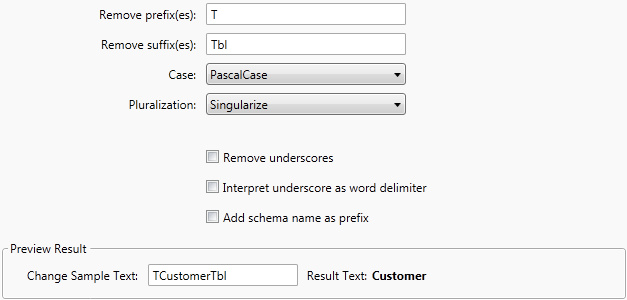 Remove prefix(es): T
Remove suffix(es): Tbl
Case: PascalCase
Pluralization: Singularize
Remove underscores
Interpret underscore as word delimiter
Add schema name as prefix
Preview Result
Change Sample Text: TCustomerTbl Result Text: Customer